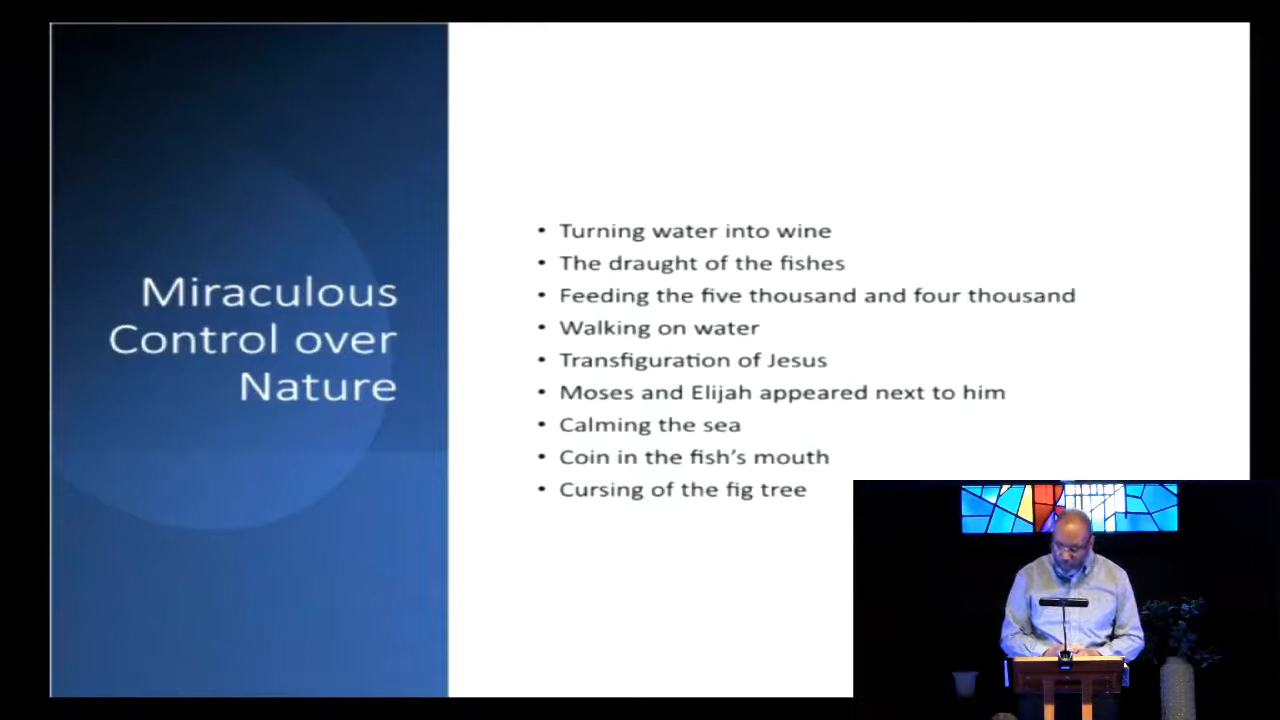 Miraculous
Control over
Nature
• Turning water into wine
• The draught of the fishes
• Feeding the five thousand and four thousand
• Walking on water
• Transfiguration of Jesus
• Moses and Elijah appeared next to him
• Calming the sea
• Coin in the fish's mouth
• Cursing of the fig tree